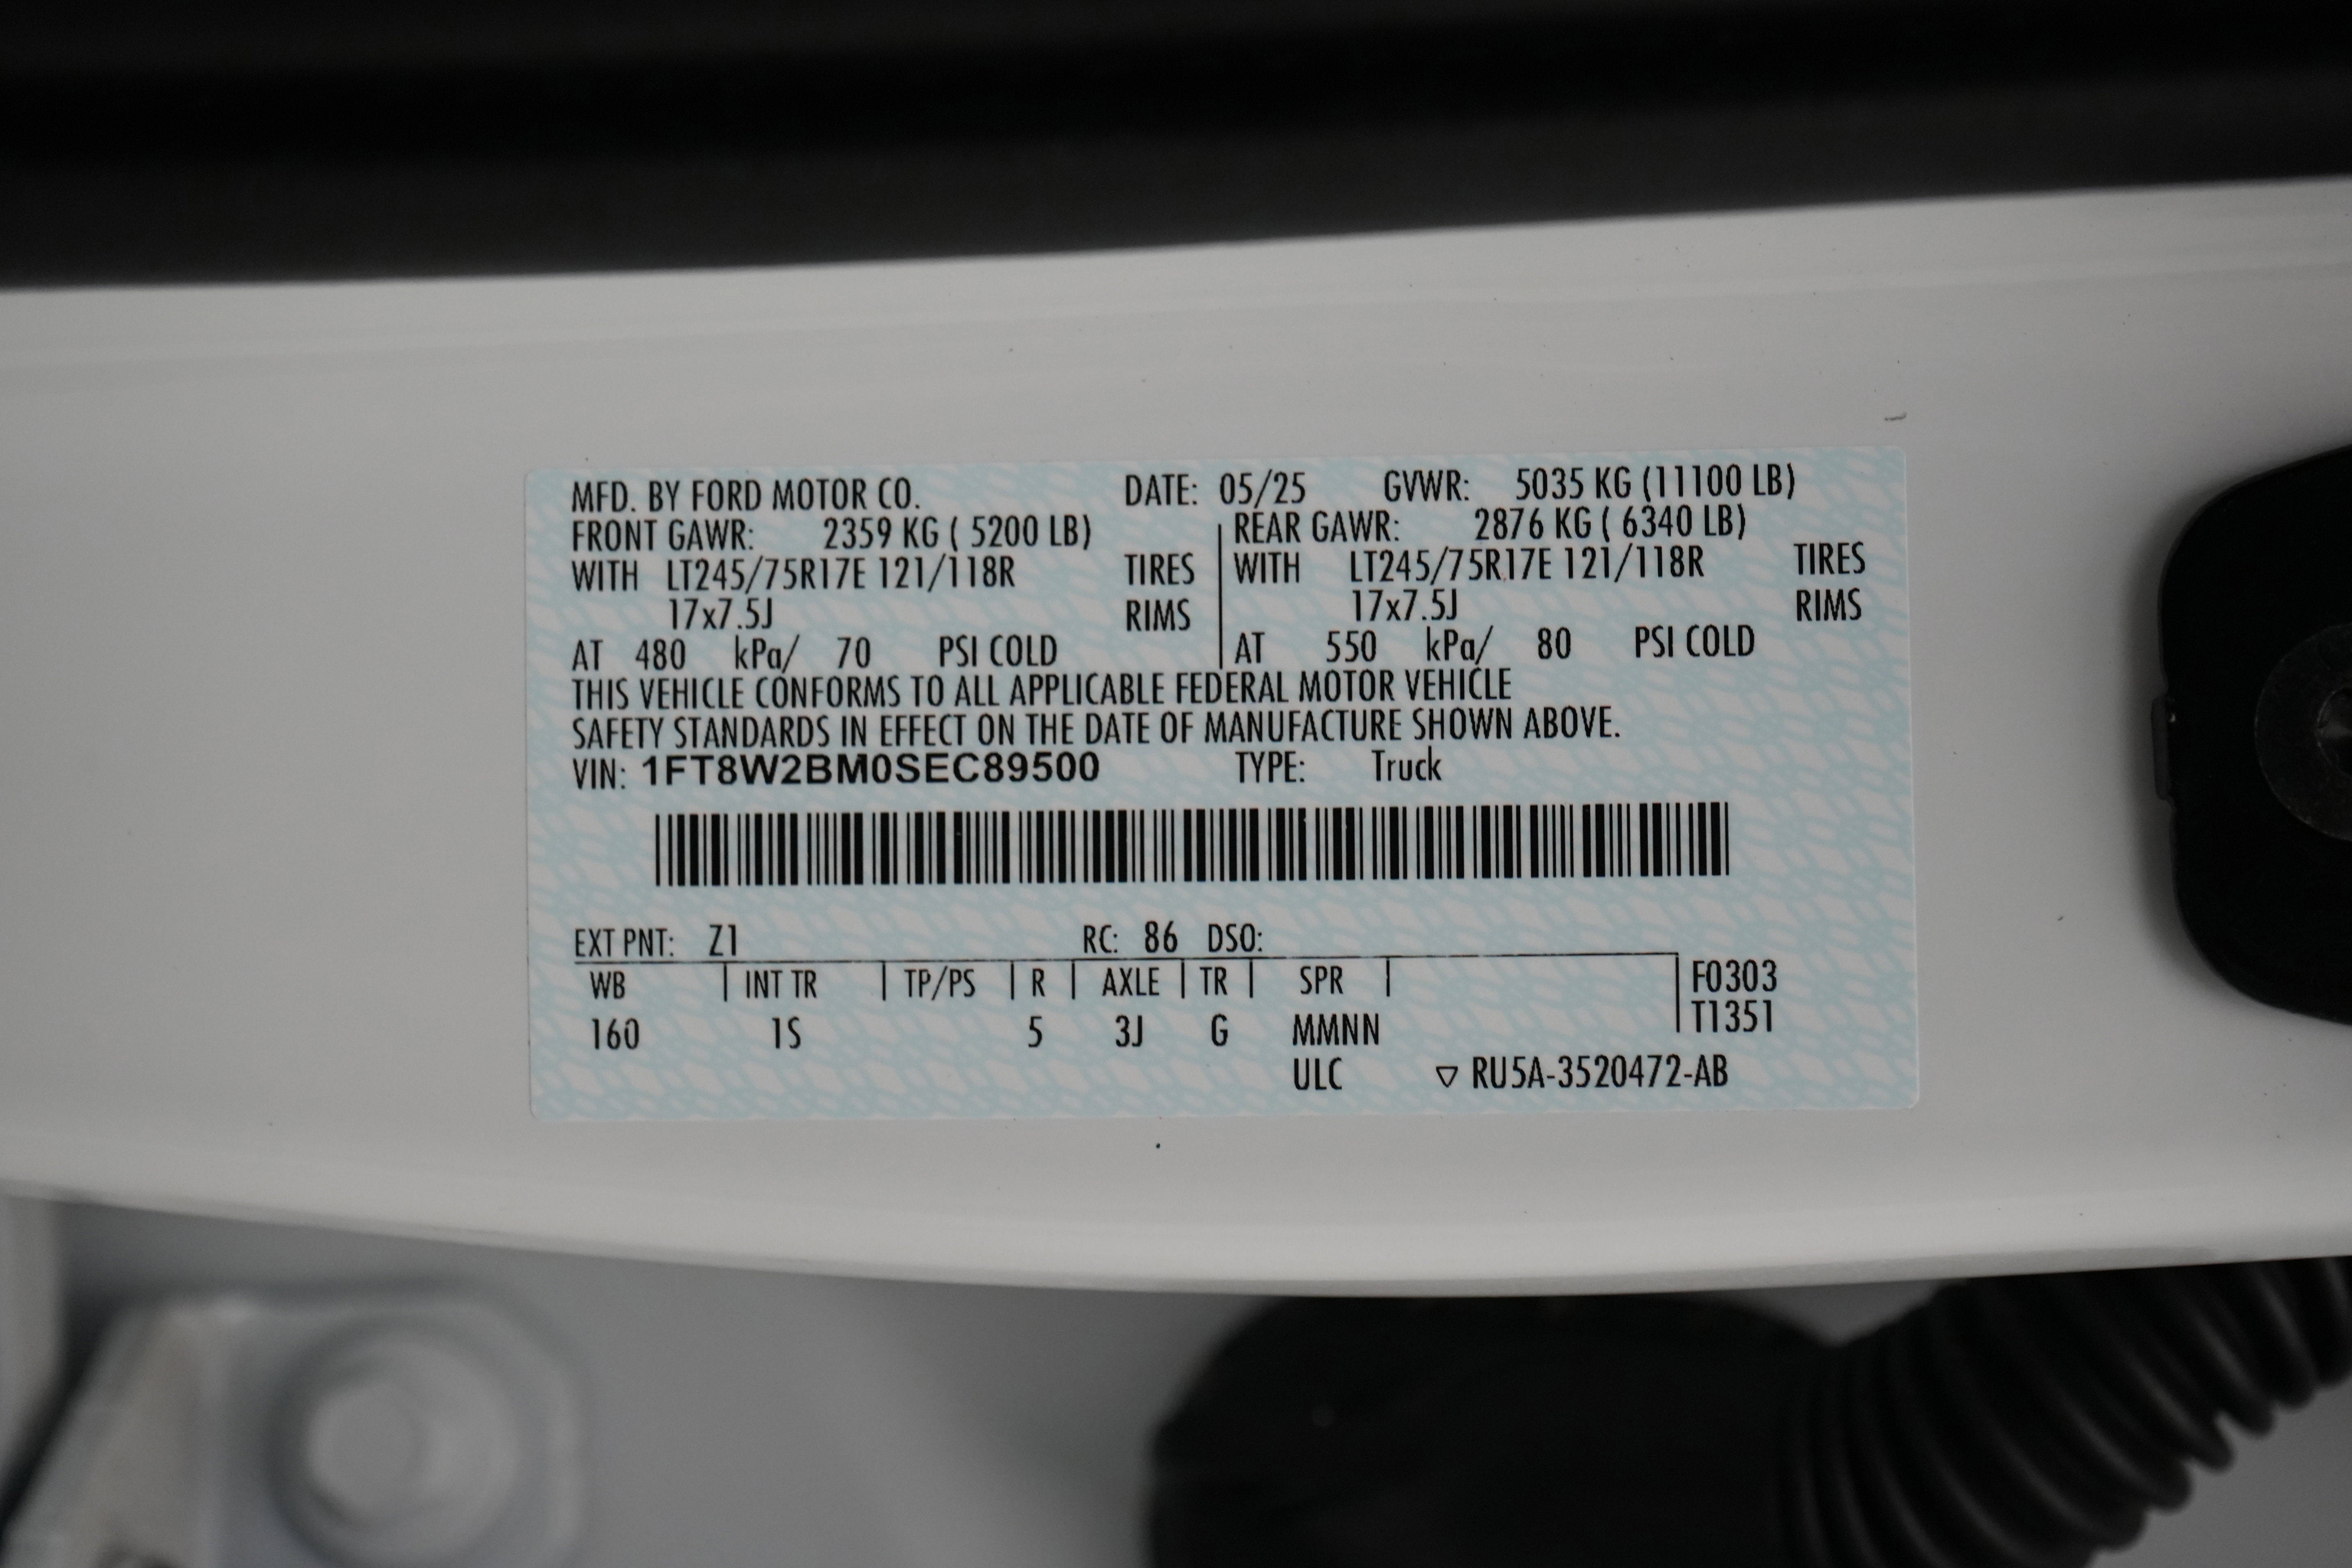 MFD. BY FORD MOTOR CO. DATE: 05/25 GVWR: 5035 KG (11100 LB)
FRONT GAWR: 2359 KG ( 5200 LB) REAR GAWR: 2876 KG ( 6340 LB)
WITH LT245/75R17E 121/118R TIRES WITH LT245/75R17E 121/118R TIRES
17x7.5J RIMS 17x7.5J RIMS
AT 480 kPa/ 70 PSI COLD AT 550 kPa/ 80 PSI COLD
THIS VEHICLE CONFORMS TO ALL APPLICABLE FEDERAL MOTOR VEHICLE
SAFETY STANDARDS IN EFFECT ON THE DATE OF MANUFACTURE SHOWN ABOVE.
VIN: 1FT8W2BM0SEC89500 TYPE: Truck
EXT PNT: Z1 RC: 86 DSO:
WB INT TR TP/PS R AXLE TR SPR F0303
160 1S 5 3J G MMNN T1351
ULC ▽ RU5A-3520472-AB